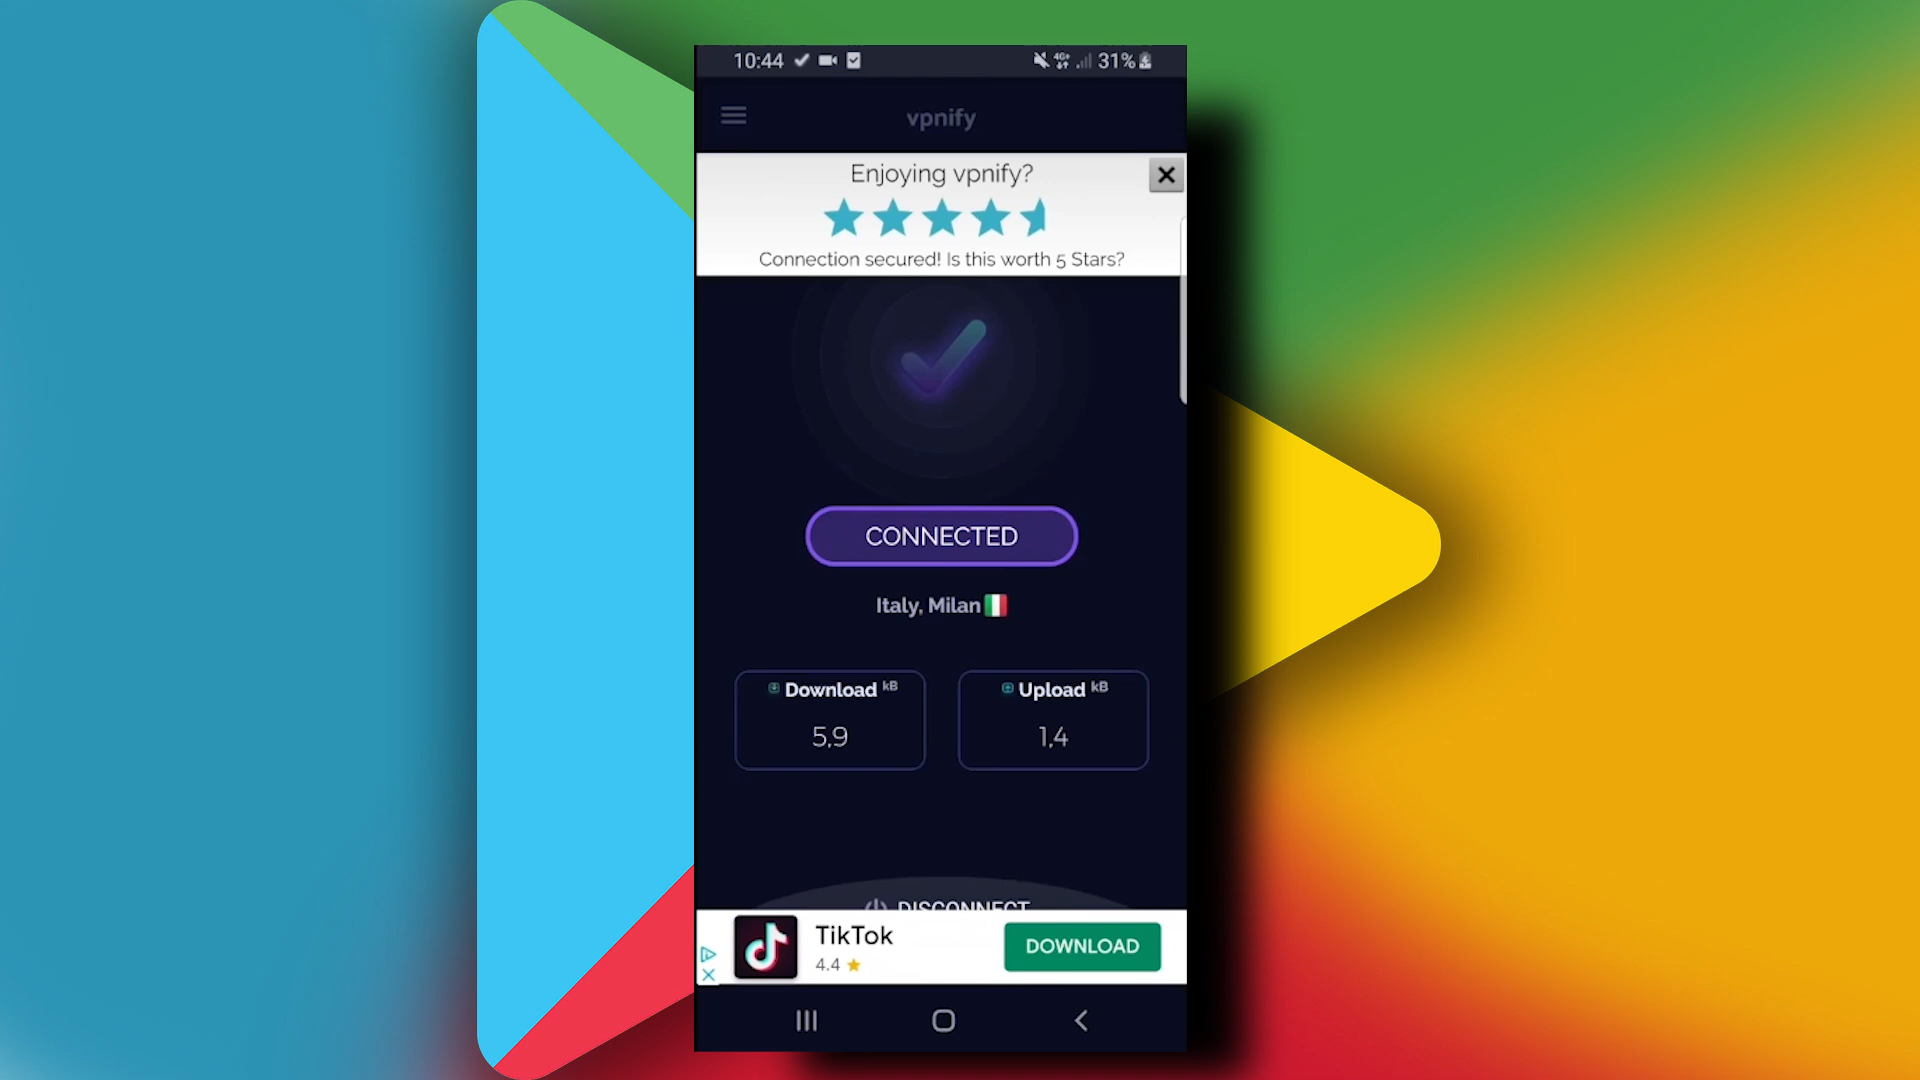 10:44
4G+
31%
vpnify
Enjoying vpnify?
Connection secured! Is this worth 5 Stars?
CONNECTED
Italy, Milan
Download kB
5,9
Upload kB
1,4
DISCONNECT
TikTok
4.4
DOWNLOAD